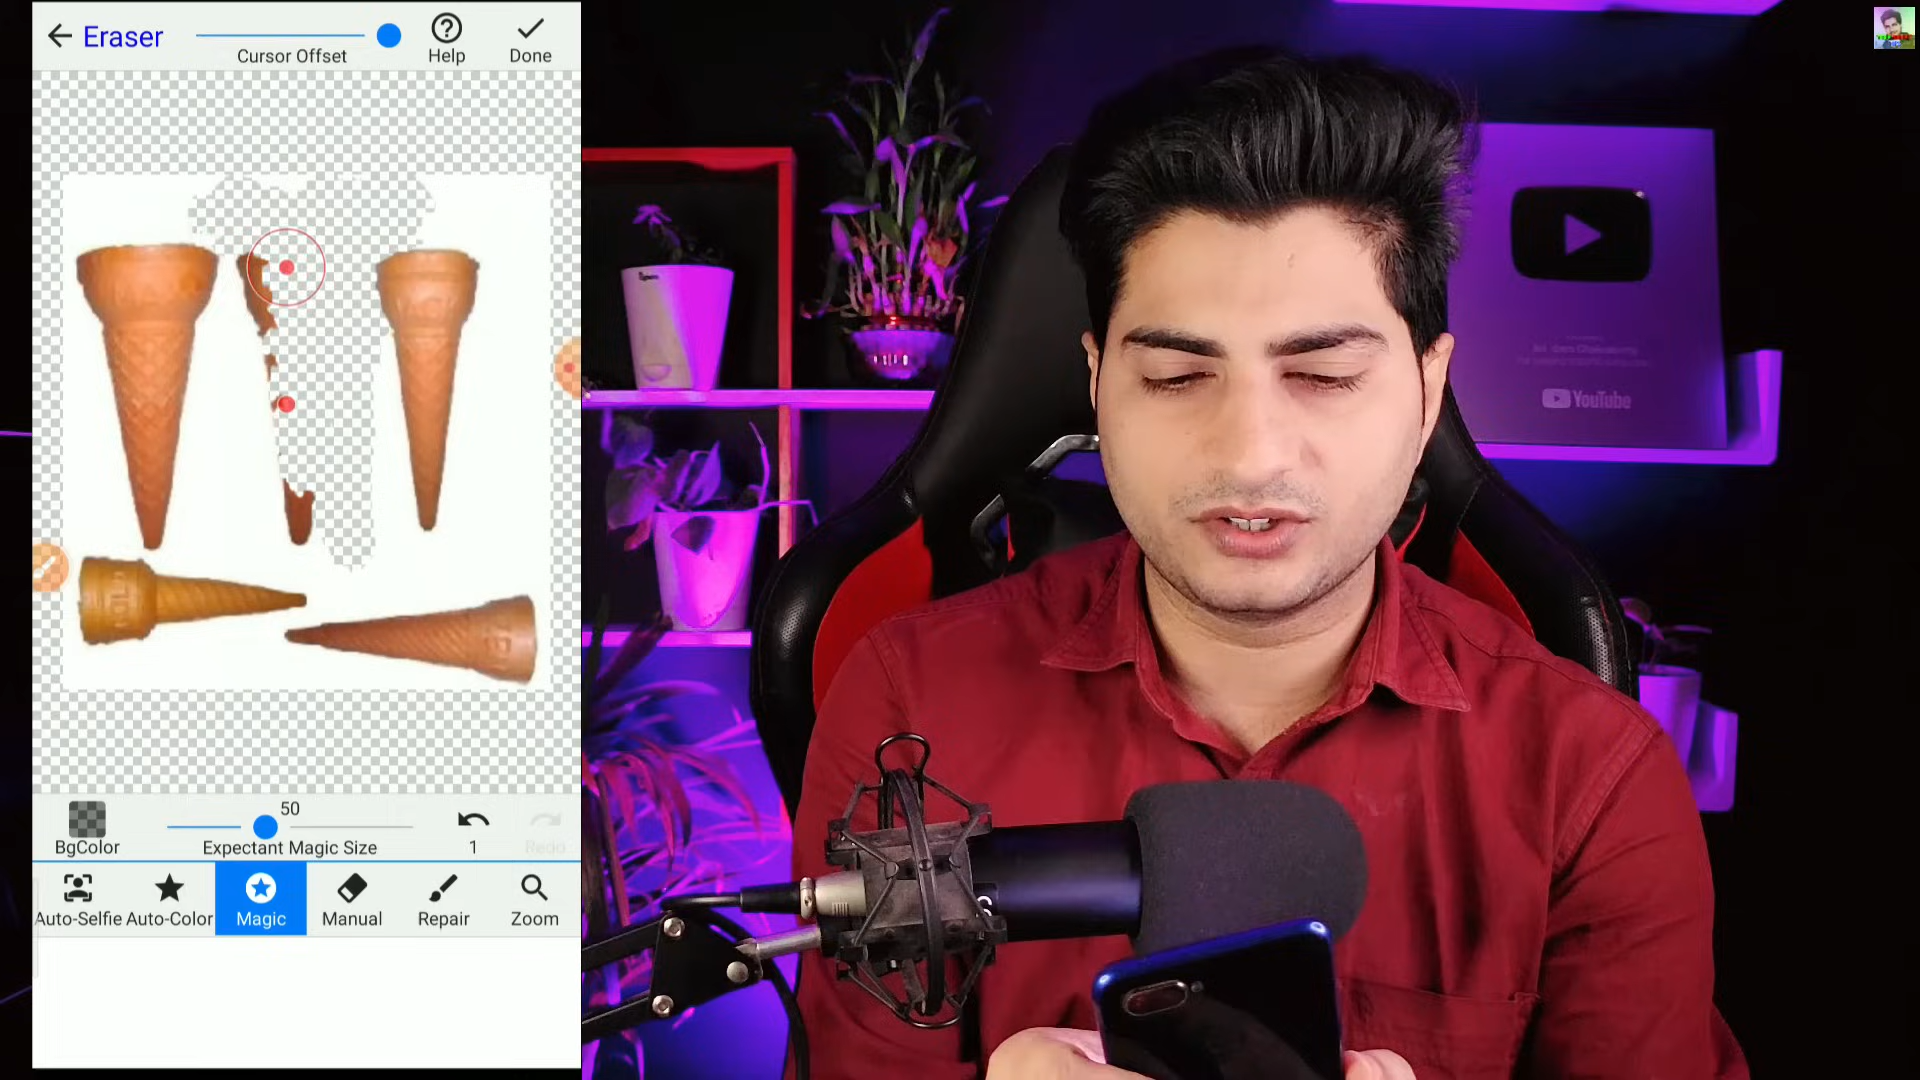 Eraser
Cursor Offset
Help
Done
50
BgColor
Expectant Magic Size
1
Redo
Auto-Selfie
Auto-Color
Magic
Manual
Repair
Zoom
YouTube